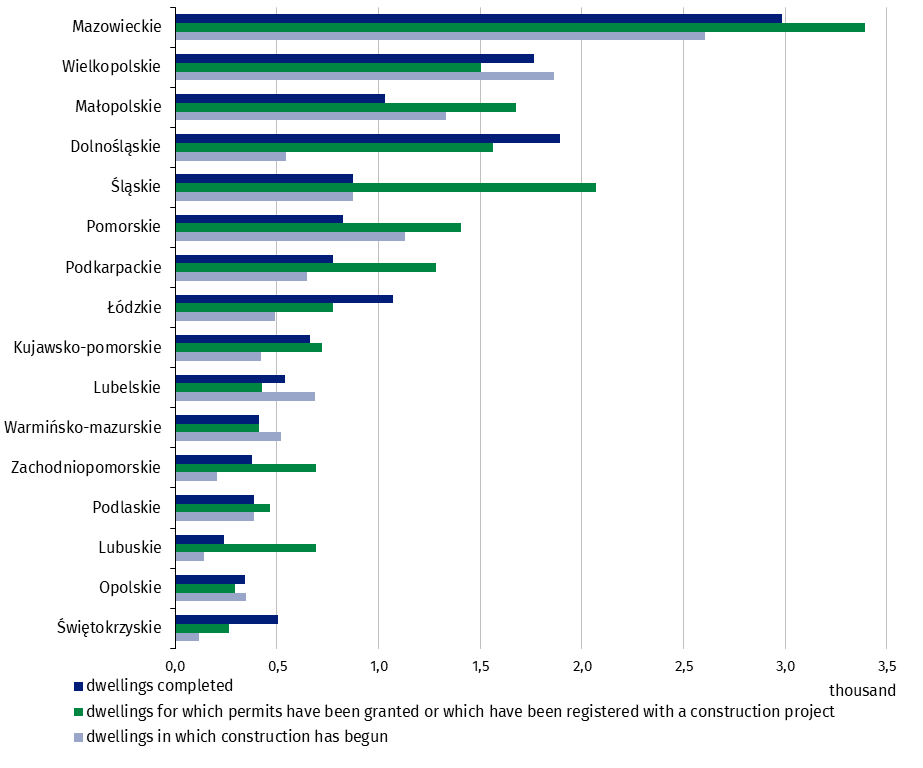 Mazowieckie
Wielkopolskie
Małopolskie
Dolnośląskie
Śląskie
Pomorskie
Podkarpackie
Łódzkie
Kujawsko-pomorskie
Lubelskie
Warmińsko-mazurskie
Zachodniopomorskie
Podlaskie
Lubuskie
Opolskie
Świętokrzyskie
0,0 0,5 1,0 1,5 2,0 2,5 3,0 3,5
thousand
dwellings completed
dwellings for which permits have been granted or which have been registered with a construction project
dwellings in which construction has begun